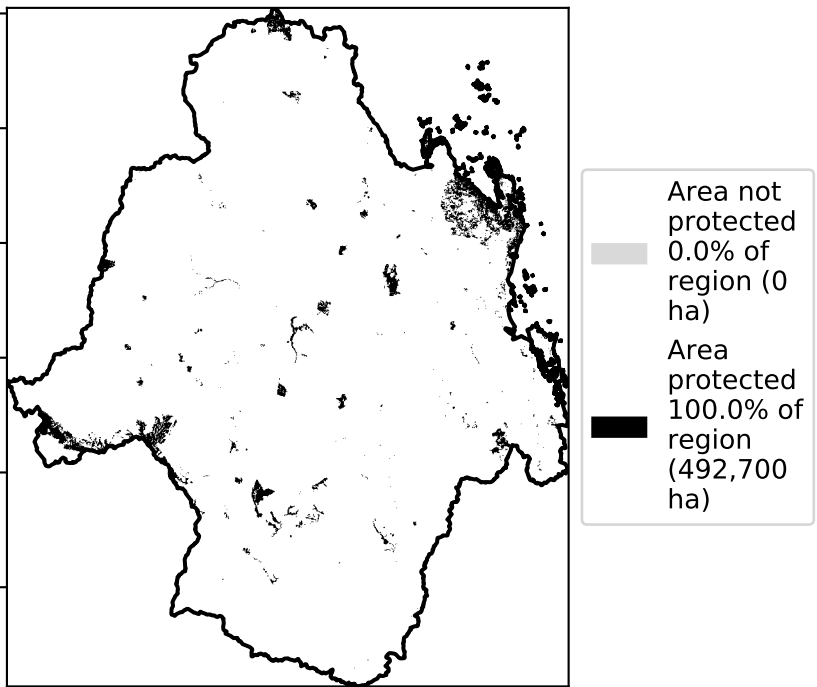 Area not
protected
0.0% of
region (0
ha)
Area
protected
100.0% of
region
(492,700
ha)